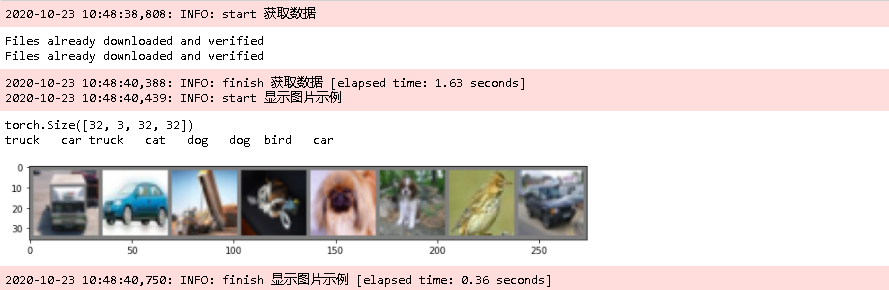 2020-10-23 10:48:38,808: INFO: start 获取数据
Files already downloaded and verified
Files already downloaded and verified
2020-10-23 10:48:40,388: INFO: finish 获取数据 [elapsed time: 1.63 seconds]
2020-10-23 10:48:40,439: INFO: start 显示图片示例
torch.Size([32, 3, 32, 32])
truck   car truck   cat   dog   dog  bird   car
0
10
20
30
0 50 100 150 200 250
2020-10-23 10:48:40,750: INFO: finish 显示图片示例 [elapsed time: 0.36 seconds]